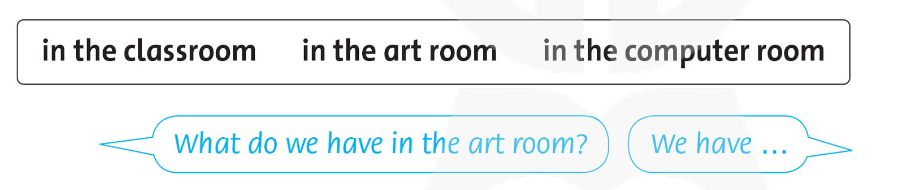 in the classroom in the art room in the computer room
What do we have in the art room? We have …